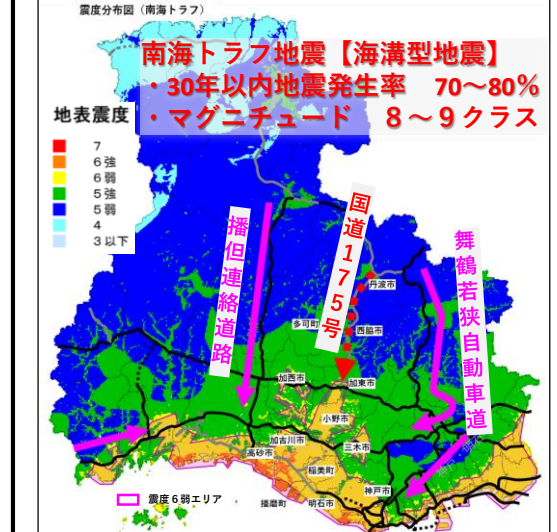 震度分布図（南海トラフ）
南海トラフ地震【海溝型地震】
・30年以内地震発生率　70～80％
・マグニチュード　８～９クラス
地表震度
7
6強
6弱
5強
5弱
4
3以下
播但連絡道路
国道175号
舞鶴若狭自動車道
丹波市
多可町
西脇市
加西市
加東市
小野市
加古川市
三木市
高砂市
稲美町
神戸市
播磨町
明石市
震度６弱エリア